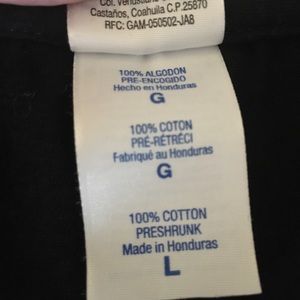 Col.
Castaños, Coahuila C.P. 25870
RFC: GAM-050502-JA8
100% ALGODON
PRE-ENCOGIDO
Hecho en Honduras
G
100% COTON
PRÉ-RÉTRÉCI
Fabriqué au Honduras
G
100% COTTON
PRESHRUNK
Made in Honduras
L